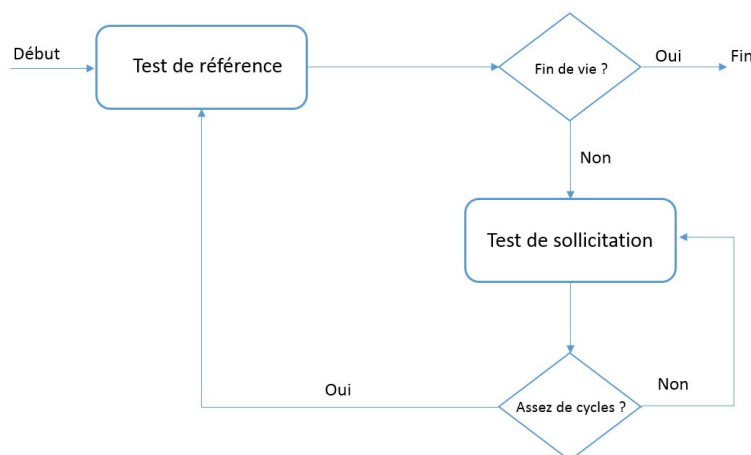 Début
Test de référence
Fin de vie ?
Oui
Fin
Non
Test de sollicitation
Oui
Assez de cycles ?
Non